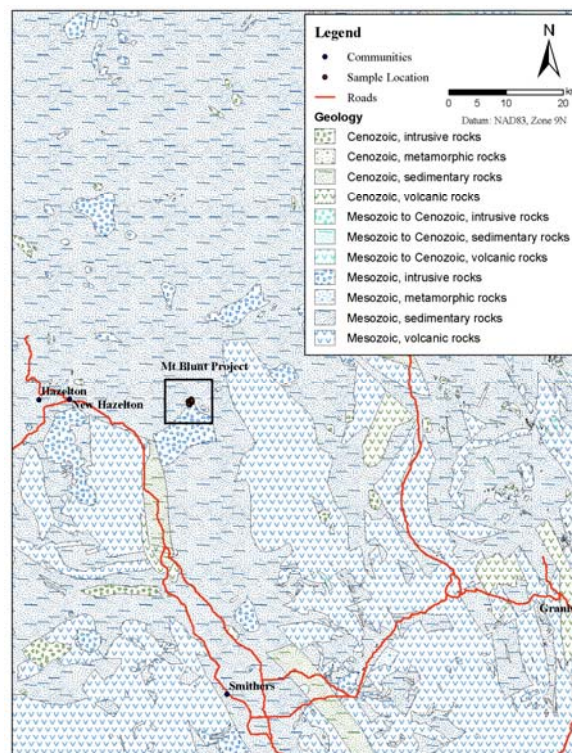 Legend
Communities
Sample Location
Roads
N
0 10 20
Datum: NAD83, Zone 9N
Geology
Cenozoic, intrusive rocks
Cenozoic, metamorphic rocks
Cenozoic, sedimentary rocks
Cenozoic, volcanic rocks
Mesozoic to Cenozoic, intrusive rocks
Mesozoic to Cenozoic, sedimentary rocks
Mesozoic to Cenozoic, volcanic rocks
Mesozoic, intrusive rocks
Mesozoic, metamorphic rocks
Mesozoic, sedimentary rocks
Mesozoic, volcanic rocks
Mt Blunt Project
Hazelton
New Hazelton
Smithers